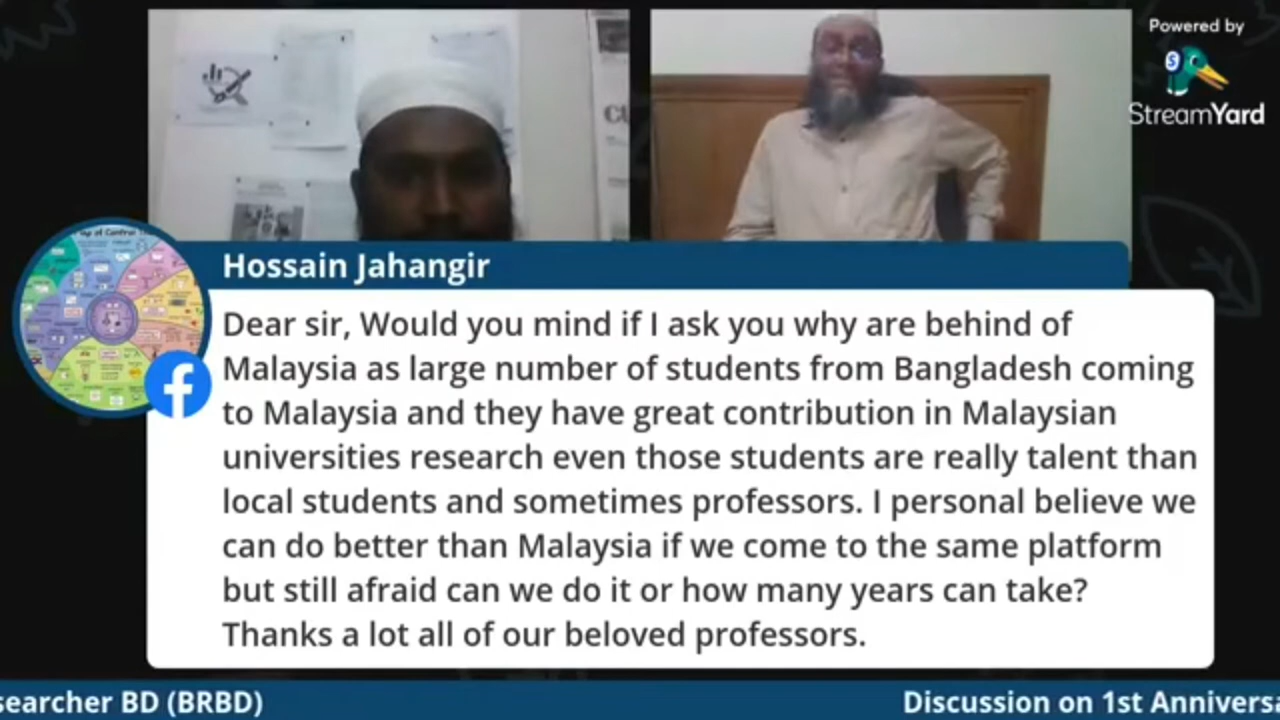 Powered by
StreamYard
Hossain Jahangir
Dear sir, Would you mind if I ask you why are behind of
Malaysia as large number of students from Bangladesh coming
to Malaysia and they have great contribution in Malaysian
universities research even those students are really talent than
local students and sometimes professors. I personal believe we
can do better than Malaysia if we come to the same platform
but still afraid can we do it or how many years can take?
Thanks a lot all of our beloved professors.
searcher BD (BRBD)
Discussion on 1st Annivers